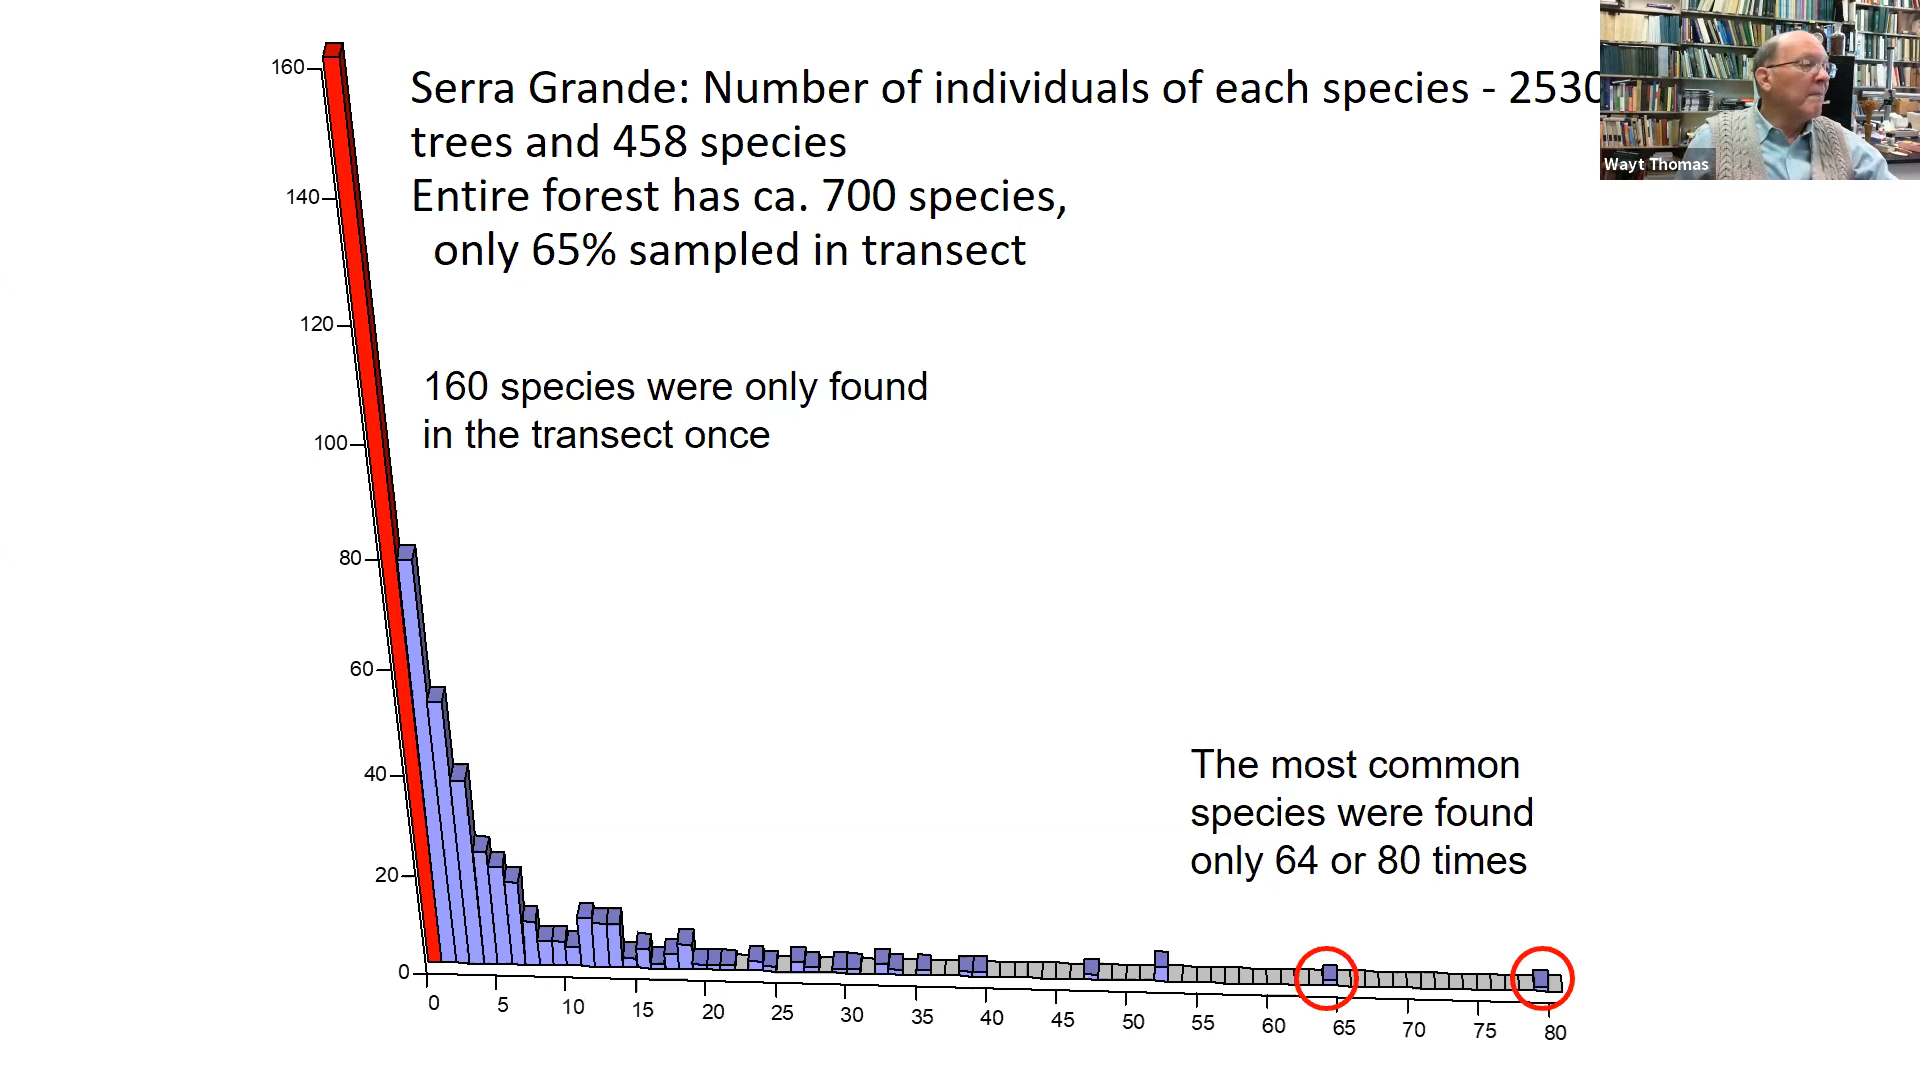 Serra Grande: Number of individuals of each species - 2530
trees and 458 species
Entire forest has ca. 700 species,
only 65% sampled in transect
Wayt Thomas
160 species were only found
in the transect once
The most common
species were found
only 64 or 80 times
160
140
120
100
80
60
40
20
0
0 5 10 15 20 25 30 35 40 45 50 55 60 65 70 75 80